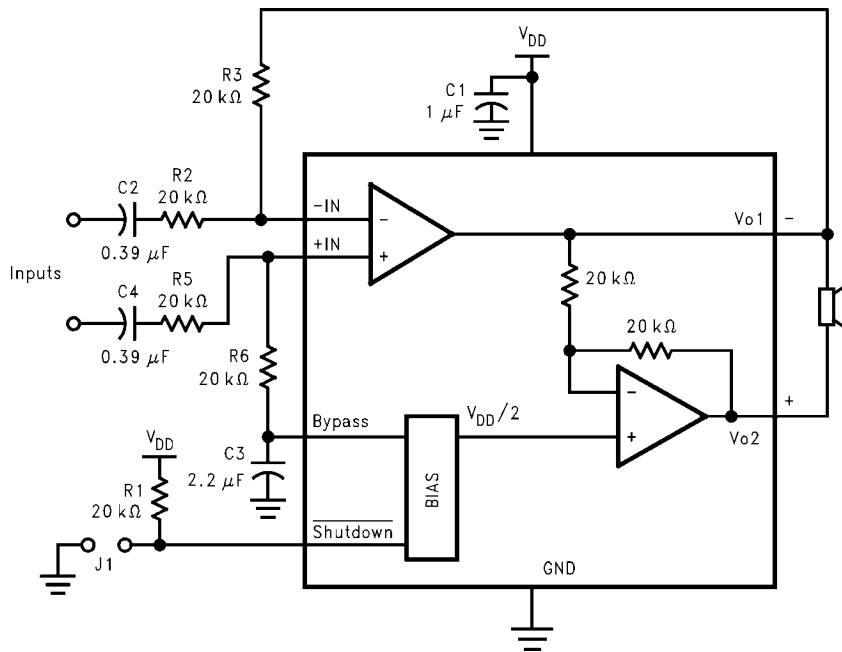 V_DD
R3
20 kΩ
C1
1 μF
C2
R2
20 kΩ
0.39 μF
-IN
-
+IN
+
Vo1
-
Inputs
C4
R5
20 kΩ
0.39 μF
20 kΩ
20 kΩ
R6
20 kΩ
Bypass
V_DD/2
-
+
Vo2
+
C3
2.2 μF
BIAS
V_DD
R1
20 kΩ
Shutdown
J1
GND